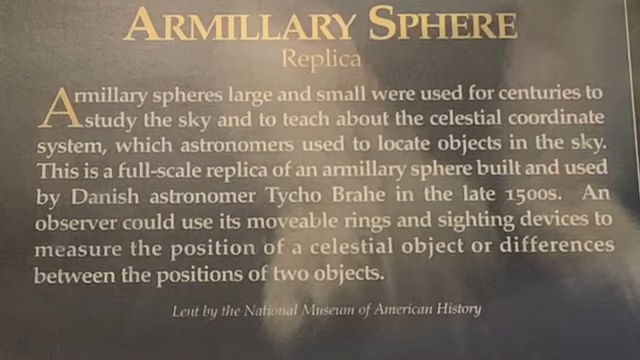 ARMILLARY SPHERE
Replica
Armillary spheres large and small were used for centuries to
study the sky and to teach about the celestial coordinate
system, which astronomers used to locate objects in the sky.
This is a full-scale replica of an armillary sphere built and used
by Danish astronomer Tycho Brahe in the late 1500s. An
observer could use its moveable rings and sighting devices to
measure the position of a celestial object or differences
between the positions of two objects.
Lent by the National Museum of American History